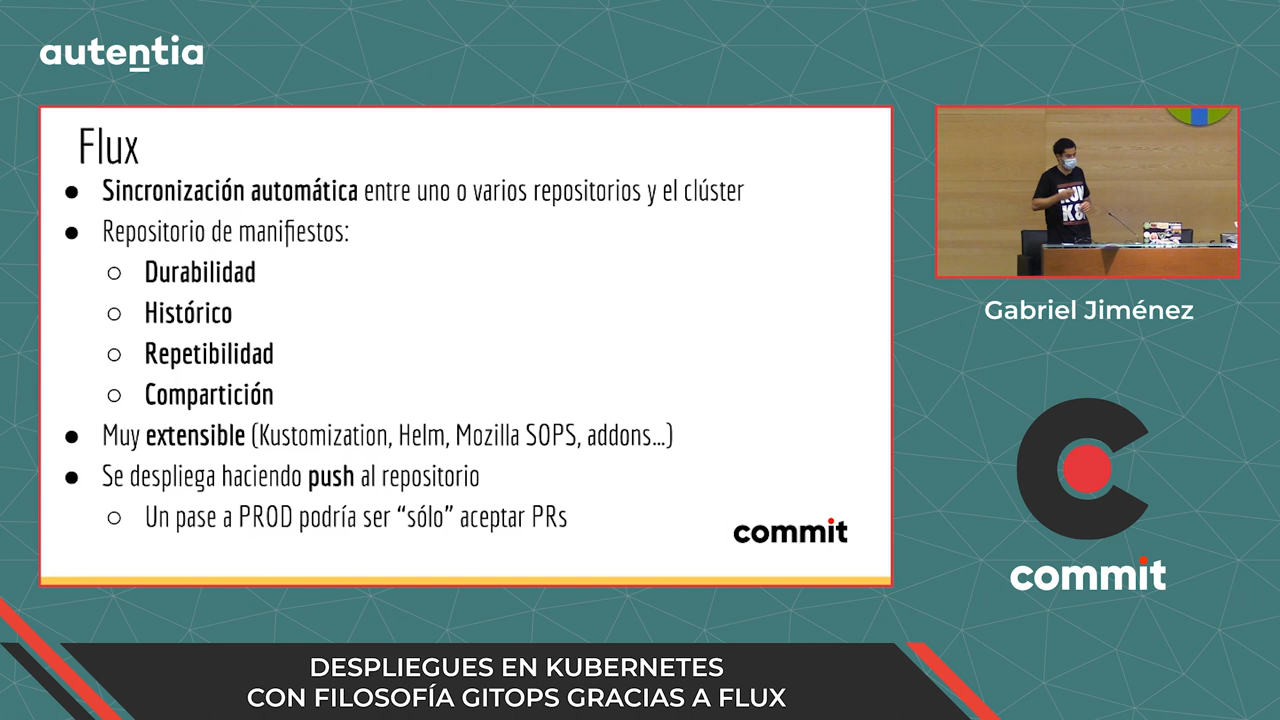 autentia
Flux
● Sincronización automática entre uno o varios repositorios y el clúster
● Repositorio de manifiestos:
○ Durabilidad
○ Histórico
○ Repetibilidad
○ Compartición
● Muy extensible (Kustomization, Helm, Mozilla SOPS, addons...)
● Se despliega haciendo push al repositorio
○ Un pase a PROD podría ser “sólo” aceptar PRs
commit
Gabriel Jiménez
commit
DESPLIEGUES EN KUBERNETES
CON FILOSOFÍA GITOPS GRACIAS A FLUX